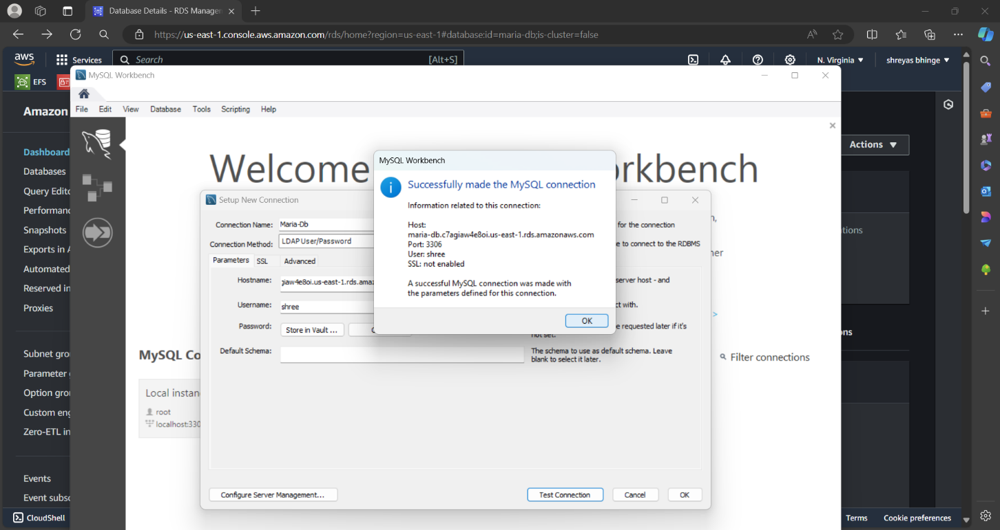 Database Details - RDS Manager
https://us-east-1.console.aws.amazon.com/rds/home?region=us-east-1#database:id=maria-db;is-cluster=false
aws
Services
Search
[Alt+S]
N. Virginia
shreyas bhinge
EFS
MySQL Workbench
File Edit View Database Tools Scripting Help
Amazon
Dashboard
Databases
Query Edito
Performanc
Snapshots
Exports in A
Automated
Reserved in
Proxies
Subnet grou
Parameter g
Option grou
Custom eng
Zero-ETL in
Events
Event subsc
CloudShell
Actions
Welcome
rkbench
MySQL Workbench
Successfully made the MySQL connection
Information related to this connection:
Host:
maria-db.c7agiaw4e8oi.us-east-1.rds.amazonaws.com
Port: 3306
User: shree
SSL: not enabled
A successful MySQL connection was made with
the parameters defined for this connection.
OK
Setup New Connection
Connection Name: Maria-Db
for the connection
Connection Method: LDAP User/Password
e to connect to the RDBMS
Parameters SSL Advanced
Hostname: giaw4e8oi.us-east-1.rds.amaz
server host - and
Username: shree
ct with.
Password: Store in Vault ...
e requested later if it's
not set.
Default Schema:
The schema to use as default schema. Leave
blank to select it later.
Configure Server Management...
Test Connection
Cancel
OK
MySQL Co
Filter connections
Local instan
root
localhost:330
n,
ner
>
tions
ns
Terms
Cookie preferences